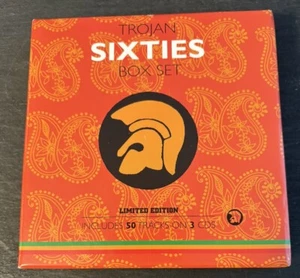 TROJAN
SIXTIES
BOX SET
LIMITED EDITION
INCLUDES 50 TRACKS ON 3 CDS